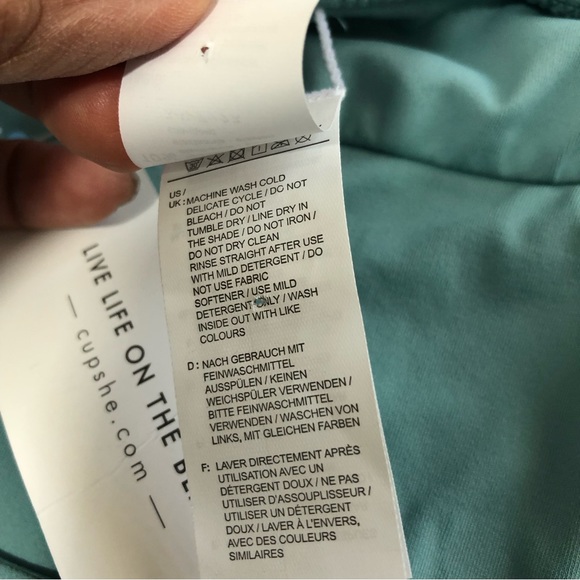 US /
UK : MACHINE WASH COLD
DELICATE CYCLE / DO NOT
BLEACH / DO NOT
TUMBLE DRY / LINE DRY IN
THE SHADE / DO NOT IRON /
DO NOT DRY CLEAN
RINSE STRAIGHT AFTER USE
WITH MILD DETERGENT / DO
NOT USE FABRIC
SOFTENER / USE MILD
DETERGENT ONLY / WASH
INSIDE OUT WITH LIKE
COLOURS
D : NACH GEBRAUCH MIT
FEINWASCHMITTEL
AUSSPÜLEN / KEINEN
WEICHSPÜLER VERWENDEN /
BITTE FEINWASCHMITTEL
VERWENDEN / WASCHEN VON
LINKS, MIT GLEICHEN FARBEN
F : LAVER DIRECTEMENT APRÈS
UTILISATION AVEC UN
DÉTERGENT DOUX / NE PAS
UTILISER D'ASSOUPLISSEUR /
UTILISER UN DÉTERGENT
DOUX / LAVER À L'ENVERS,
AVEC DES COULEURS
SIMILAIRES
LIVE LIFE ON THE
— cupshe.com —